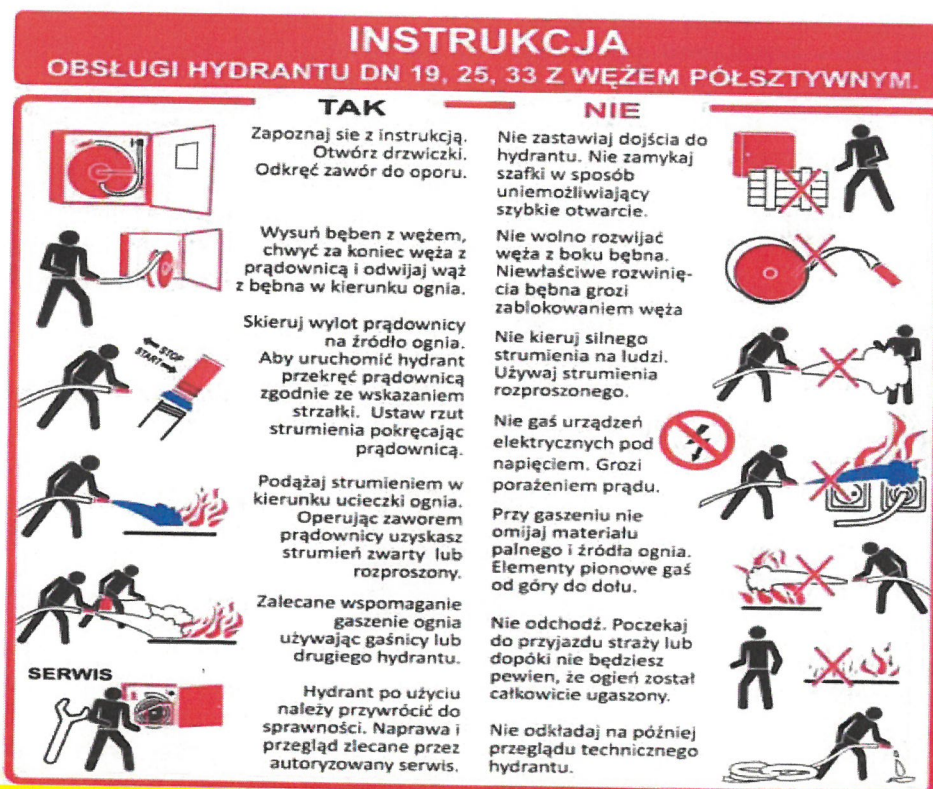 INSTRUKCJA
OBSŁUGI HYDRANTU DN 19, 25, 33 Z WĘŻEM PÓŁSZTYWNYM.
TAK
Zapoznaj sie z instrukcją.
Otwórz drzwiczki.
Odkręć zawór do oporu.
Wysuń bęben z wężem,
chwyć za koniec węża z
prądownicą i odwijaj wąż
z bębna w kierunku ognia.
STOP
START
Skieruj wylot prądownicy
na źródło ognia.
Aby uruchomić hydrant
przekręć prądownicą
zgodnie ze wskazaniem
strzałki. Ustaw rzut
strumienia pokręcając
prądownicą.
Podążaj strumieniem w
kierunku ucieczki ognia.
Operując zaworem
prądownicy uzyskasz
strumień zwarty lub
rozproszony.
Zalecane wspomaganie
gaszenie ognia
używając gaśnicy lub
drugiego hydrantu.
SERWIS
Hydrant po użyciu
należy przywrócić do
sprawności. Naprawa i
przegląd zlecane przez
autoryzowany serwis.
NIE
Nie zastawiaj dojścia do
hydrantu. Nie zamykaj
szafki w sposób
uniemożliwiający
szybkie otwarcie.
Nie wolno rozwijać
węża z boku bębna.
Niewłaściwe rozwinię-
cia bębna grozi
zablokowaniem węża
Nie kieruj silnego
strumienia na ludzi.
Używaj strumienia
rozproszonego.
Nie gaś urządzeń
elektrycznych pod
napięciem. Grozi
porażeniem prądu.
Przy gaszeniu nie
omijaj materiału
palnego i źródła ognia.
Elementy pionowe gaś
od góry do dołu.
Nie odchodź. Poczekaj
do przyjazdu straży lub
dopóki nie będziesz
pewien, że ogień został
całkowicie ugaszony.
Nie odkładaj na później
przeglądu technicznego
hydrantu.